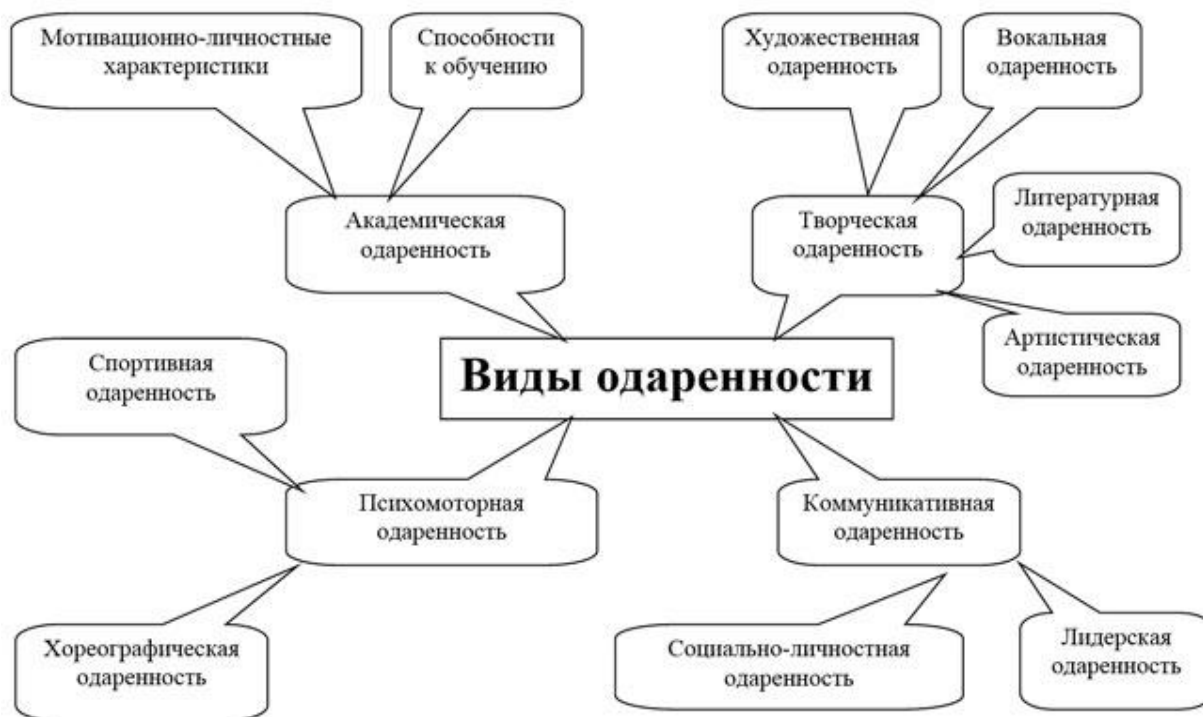 Мотивационно-личностные
характеристики
Способности
к обучению
Художественная
одаренность
Вокальная
одаренность
Академическая
одаренность
Творческая
одаренность
Литературная
одаренность
Артистическая
одаренность
Виды одаренности
Спортивная
одаренность
Психомоторная
одаренность
Коммуникативная
одаренность
Хореографическая
одаренность
Социально-личностная
одаренность
Лидерская
одаренность